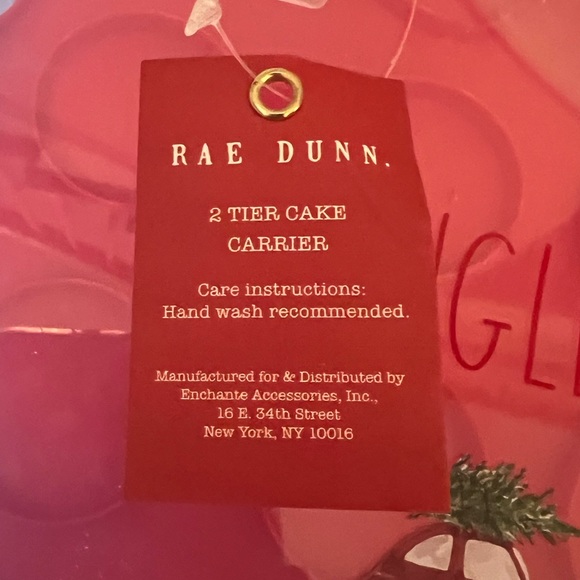 RAE DUNN.
2 TIER CAKE
CARRIER
Care instructions:
Hand wash recommended.
Manufactured for & Distributed by
Enchante Accessories, Inc.,
16 E. 34th Street
New York, NY 10016